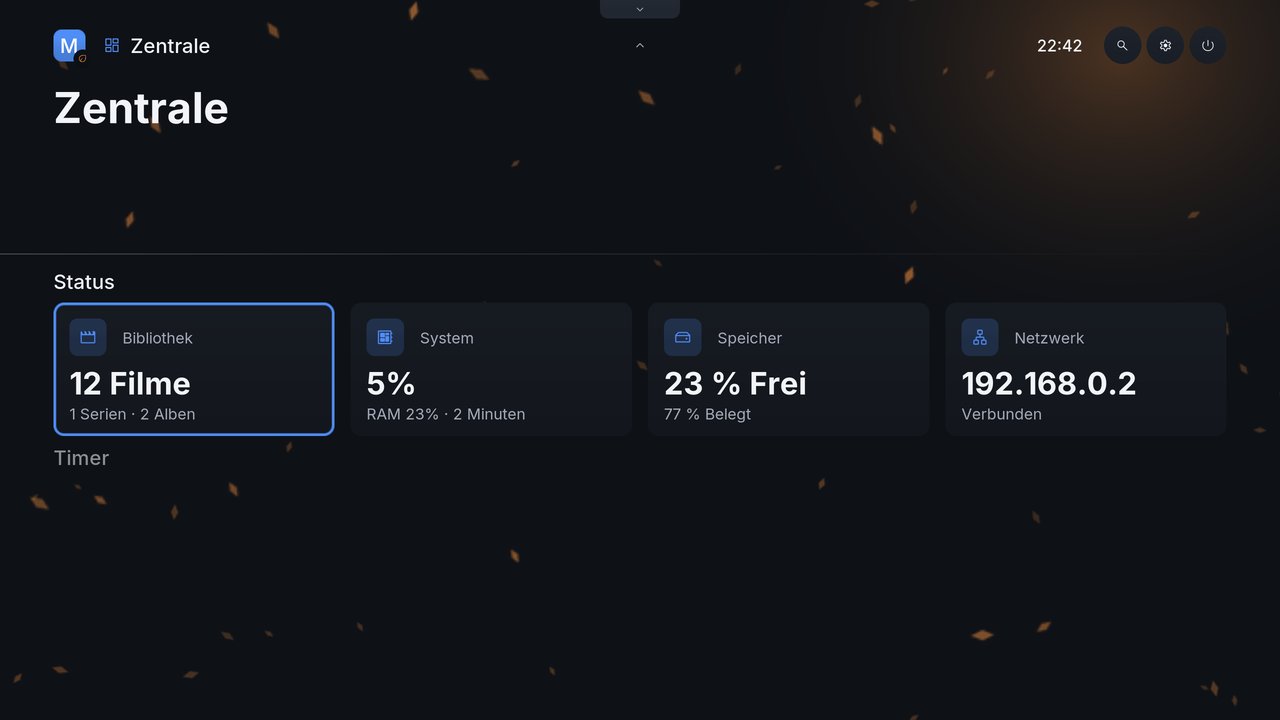 M Zentrale 22:42
Zentrale
Status
Bibliothek
12 Filme
1 Serien · 2 Alben
System
5%
RAM 23% · 2 Minuten
Speicher
23 % Frei
77 % Belegt
Netzwerk
192.168.0.2
Verbunden
Timer